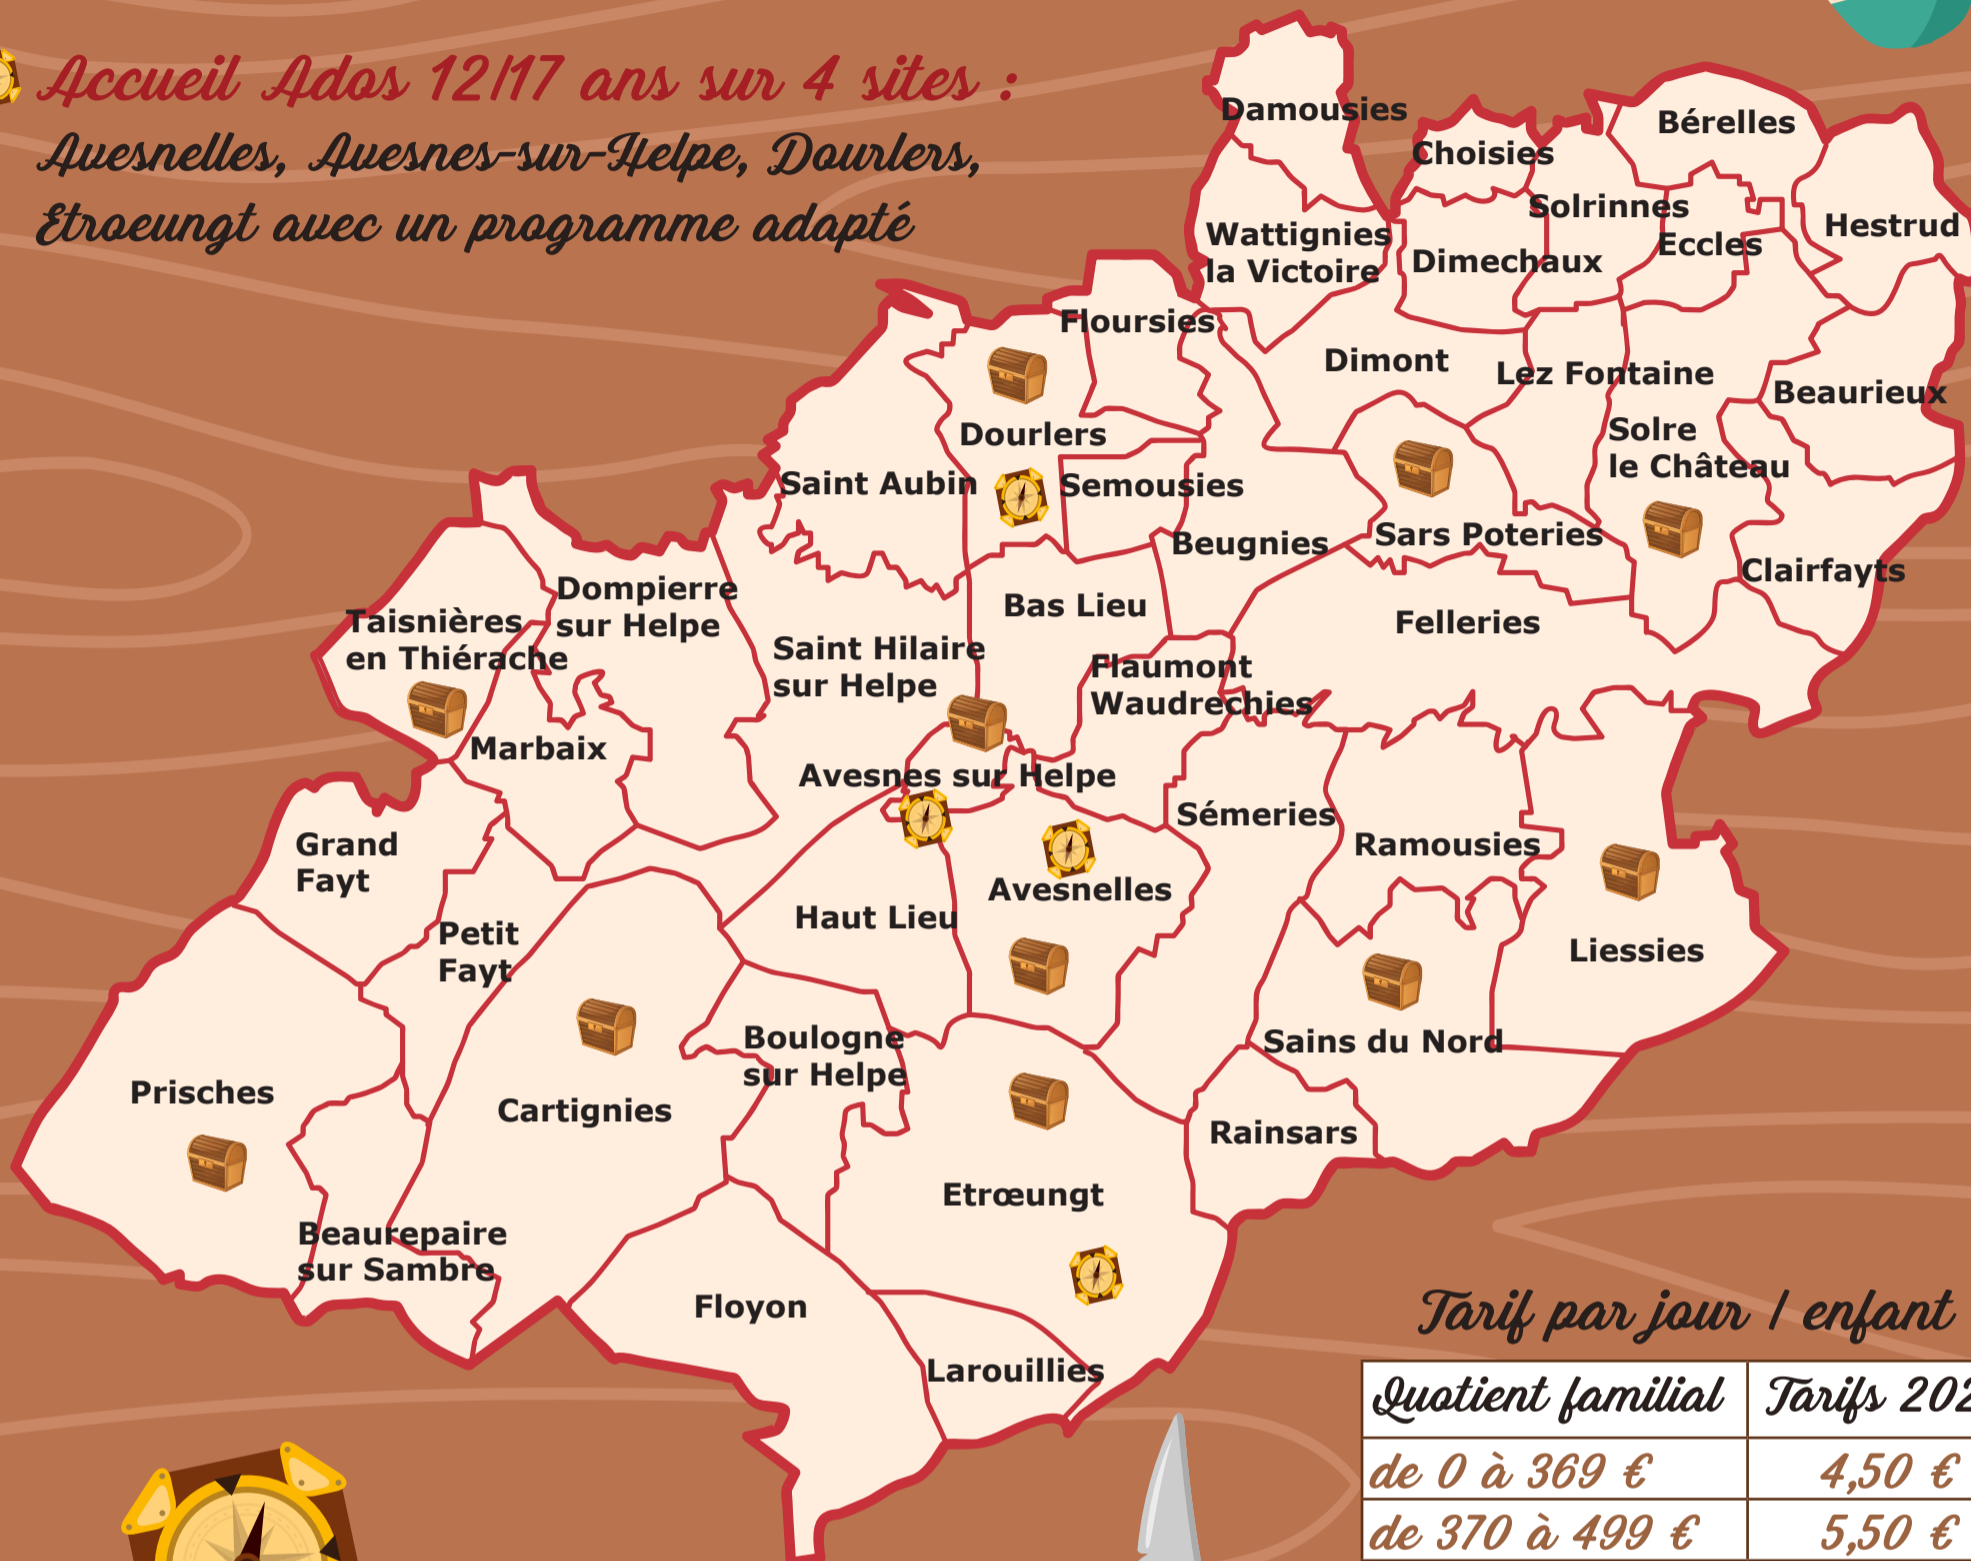 Accueil Ados 12/17 ans sur 4 sites :
Avesnelles, Avesnes-sur-Helpe, Dourlers,
Etroeungt avec un programme adapté
Damousies
Bérelles
Choisies
Solrinnes
Hestrud
Wattignies
la Victoire
Eccles
Dimechaux
Floursies
Dimont
Lez Fontaine
Beaurieux
Dourlers
Solre
le Château
Saint Aubin
Semousies
Sars Poteries
Beugnies
Clairfayts
Dompierre
sur Helpe
Bas Lieu
Taisnières
en Thiérache
Felleries
Saint Hilaire
sur Helpe
Flaumont
Waudrechies
Marbaix
Avesnes sur Helpe
Sémeries
Grand
Fayt
Ramousies
Avesnelles
Haut Lieu
Petit
Fayt
Liessies
Boulogne
sur Helpe
Sains du Nord
Prisches
Cartignies
Rainsars
Etrœungt
Beaurepaire
sur Sambre
Floyon
Larouillies
Tarif par jour / enfant
Quotient familial Tarifs 202
de 0 à 369 € 4,50 €
de 370 à 499 € 5,50 €